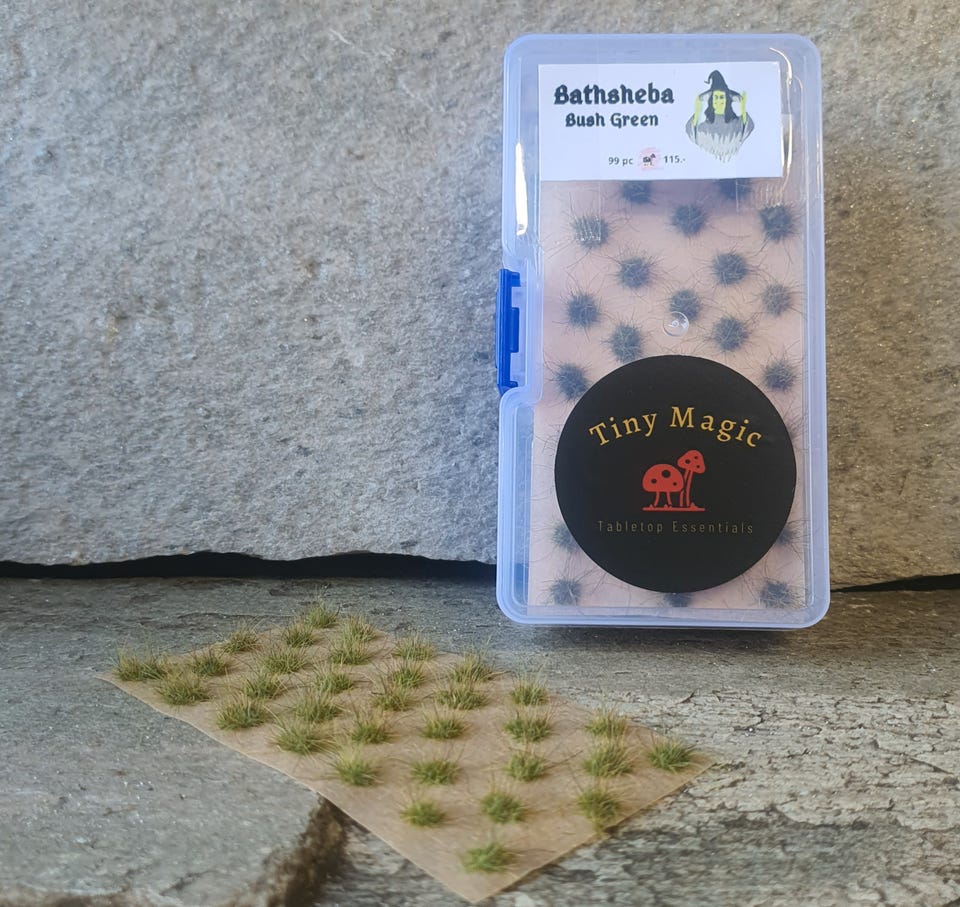 Bathsheba
Bush Green
99 pc 115.-
Tiny Magic
Tabletop Essentials